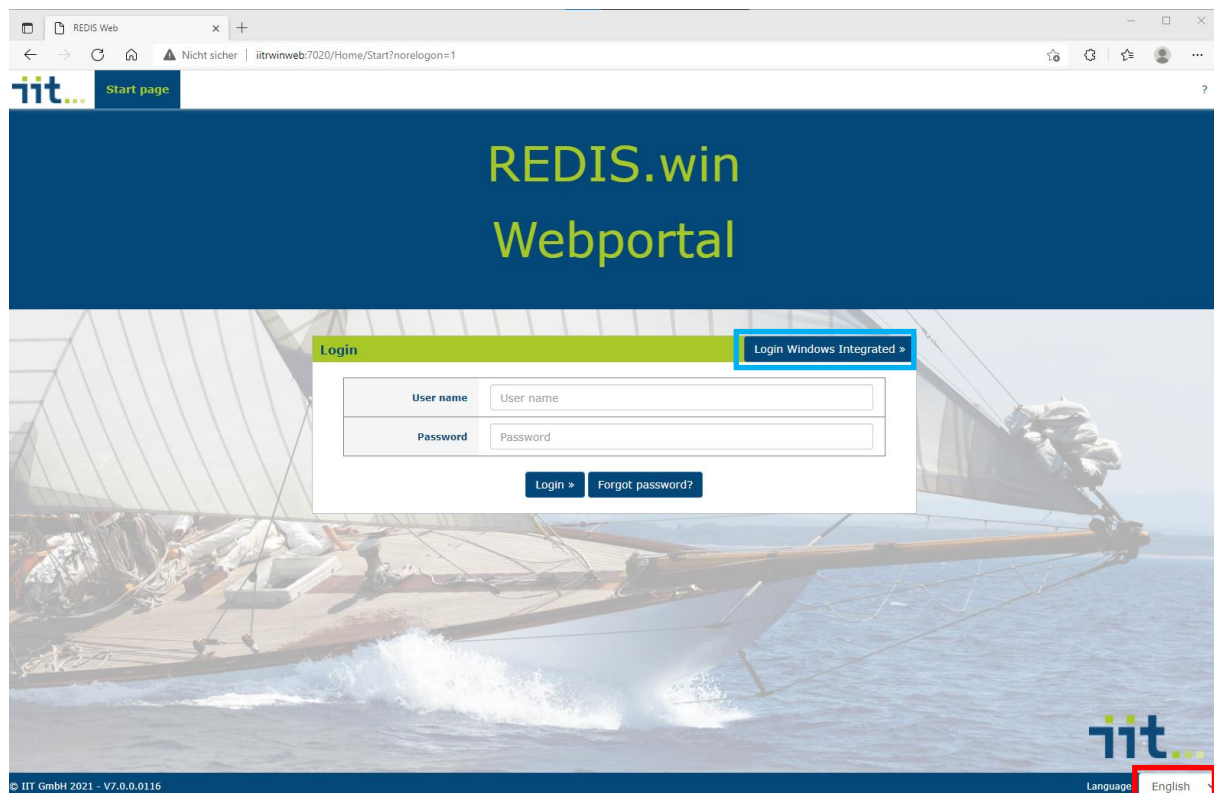 REDIS Web
Nicht sicher | iitrwinweb:7020/Home/Start?norelogon=1
iit... Start page ?
REDIS.win
Webportal
Login Login Windows Integrated »
User name User name
Password Password
Login » Forgot password?
iit...
© IIT GmbH 2021 - V7.0.0.0116 Language English